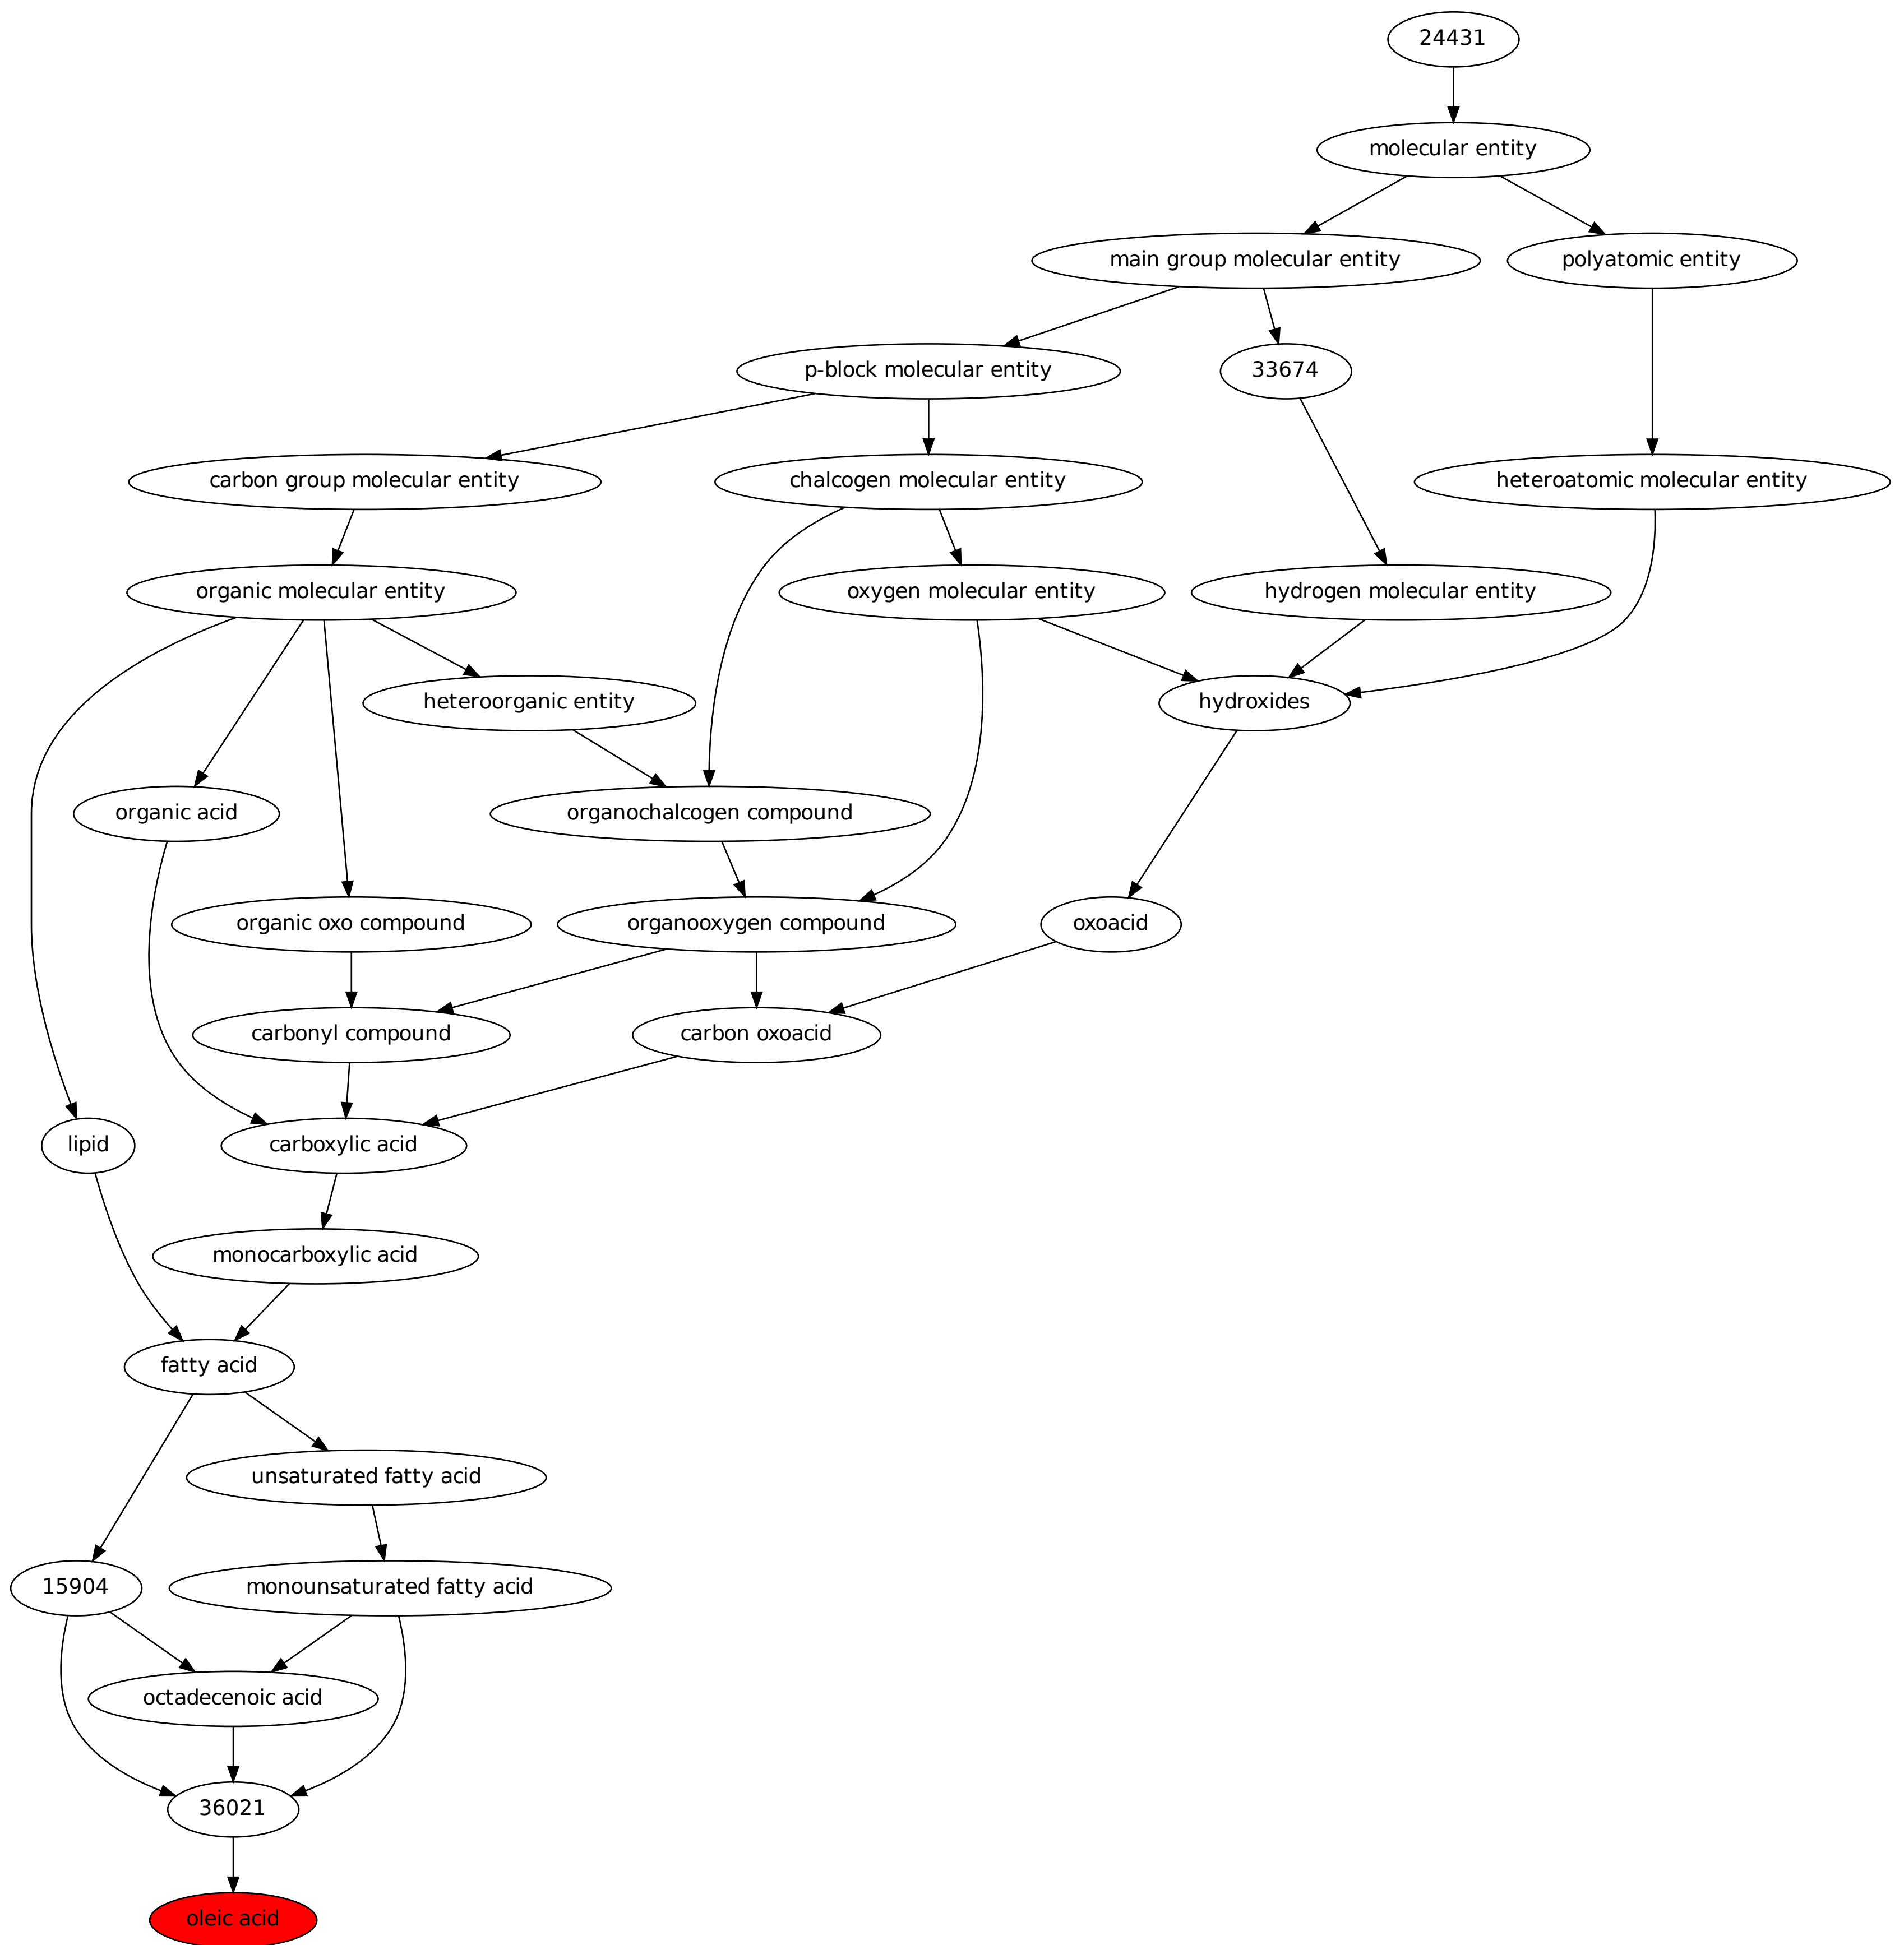 24431
molecular entity
main group molecular entity
polyatomic entity
p-block molecular entity
33674
carbon group molecular entity
chalcogen molecular entity
heteroatomic molecular entity
organic molecular entity
oxygen molecular entity
hydrogen molecular entity
heteroorganic entity
hydroxides
organic acid
organochalcogen compound
organic oxo compound
organooxygen compound
oxoacid
carbonyl compound
carbon oxoacid
lipid
carboxylic acid
monocarboxylic acid
fatty acid
unsaturated fatty acid
15904
monounsaturated fatty acid
octadecenoic acid
36021
oleic acid